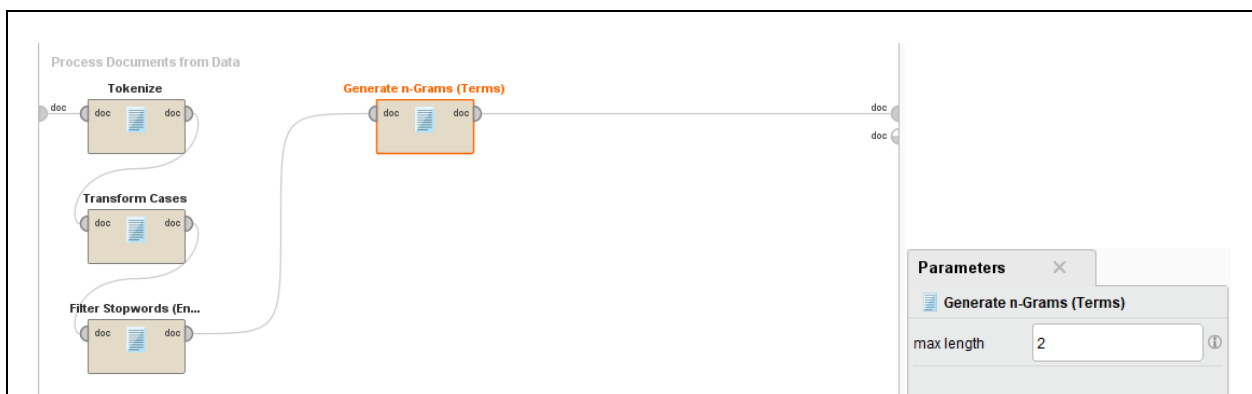 Process Documents from Data
Tokenize
doc
doc
doc
Generate n-Grams (Terms)
doc
doc
doc
doc
Transform Cases
doc
doc
Filter Stopwords (En...
doc
doc
Parameters
Generate n-Grams (Terms)
max length 2